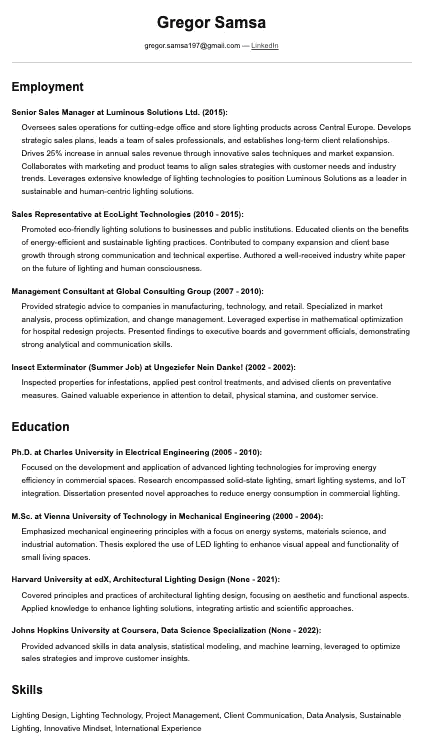 Gregor Samsa
gregor.samsa197@gmail.com — LinkedIn
Employment
Senior Sales Manager at Luminous Solutions Ltd. (2015):
Oversees sales operations for cutting-edge office and store lighting products across Central Europe. Develops
strategic sales plans, leads a team of sales professionals, and establishes long-term client relationships.
Drives 25% increase in annual sales revenue through innovative sales techniques and market expansion.
Collaborates with marketing and product teams to align sales strategies with customer needs and industry
trends. Leverages extensive knowledge of lighting technologies to position Luminous Solutions as a leader in
sustainable and human-centric lighting solutions.
Sales Representative at EcoLight Technologies (2010 - 2015):
Promoted eco-friendly lighting solutions to businesses and public institutions. Educated clients on the benefits
of energy-efficient and sustainable lighting practices. Contributed to company expansion and client base
growth through strong communication and technical expertise. Authored a well-received industry white paper
on the future of lighting and human consciousness.
Management Consultant at Global Consulting Group (2007 - 2010):
Provided strategic advice to companies in manufacturing, technology, and retail. Specialized in market
analysis, process optimization, and change management. Leveraged expertise in mathematical optimization
for hospital redesign projects. Presented findings to executive boards and government officials, demonstrating
strong analytical and communication skills.
Insect Exterminator (Summer Job) at Ungeziefer Nein Danke! (2002 - 2002):
Inspected properties for infestations, applied pest control treatments, and advised clients on preventative
measures. Gained valuable experience in attention to detail, physical stamina, and customer service.
Education
Ph.D. at Charles University in Electrical Engineering (2005 - 2010):
Focused on the development and application of advanced lighting technologies for improving energy
efficiency in commercial spaces. Research encompassed solid-state lighting, smart lighting systems, and IoT
integration. Dissertation presented novel approaches to reduce energy consumption in commercial lighting.
M.Sc. at Vienna University of Technology in Mechanical Engineering (2000 - 2004):
Emphasized mechanical engineering principles with a focus on energy systems, materials science, and
industrial automation. Thesis explored the use of LED lighting to enhance visual appeal and functionality of
small living spaces.
Harvard University at edX, Architectural Lighting Design (None - 2021):
Covered principles and practices of architectural lighting design, focusing on aesthetic and functional aspects.
Applied knowledge to enhance lighting solutions, integrating artistic and scientific approaches.
Johns Hopkins University at Coursera, Data Science Specialization (None - 2022):
Provided advanced skills in data analysis, statistical modeling, and machine learning, leveraged to optimize
sales strategies and improve customer insights.
Skills
Lighting Design, Lighting Technology, Project Management, Client Communication, Data Analysis, Sustainable
Lighting, Innovative Mindset, International Experience